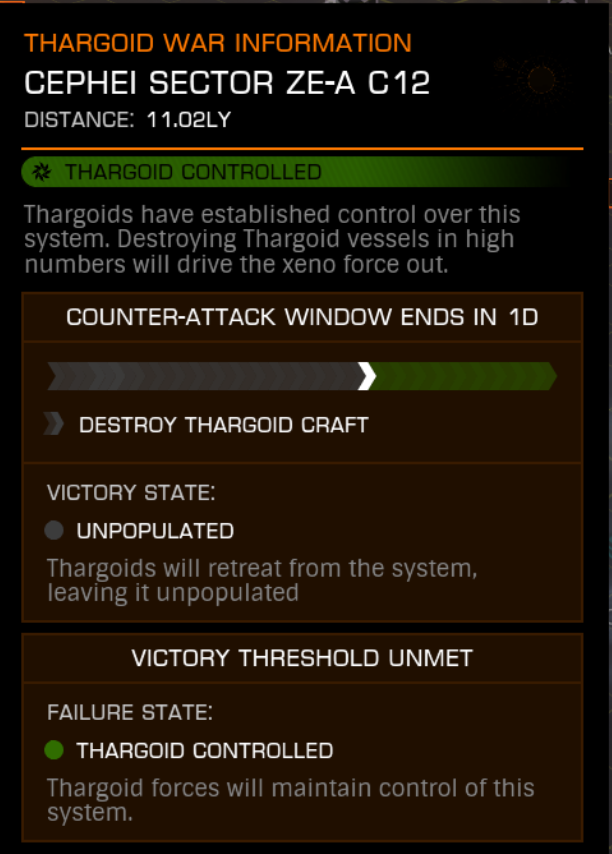 THARGOID WAR INFORMATION
CEPHEI SECTOR ZE-A C12
DISTANCE: 11.02LY
THARGOID CONTROLLED
Thargoids have established control over this
system. Destroying Thargoid vessels in high
numbers will drive the xeno force out.
COUNTER-ATTACK WINDOW ENDS IN 1D
DESTROY THARGOID CRAFT
VICTORY STATE:
UNPOPULATED
Thargoids will retreat from the system,
leaving it unpopulated
VICTORY THRESHOLD UNMET
FAILURE STATE:
THARGOID CONTROLLED
Thargoid forces will maintain control of this
system.